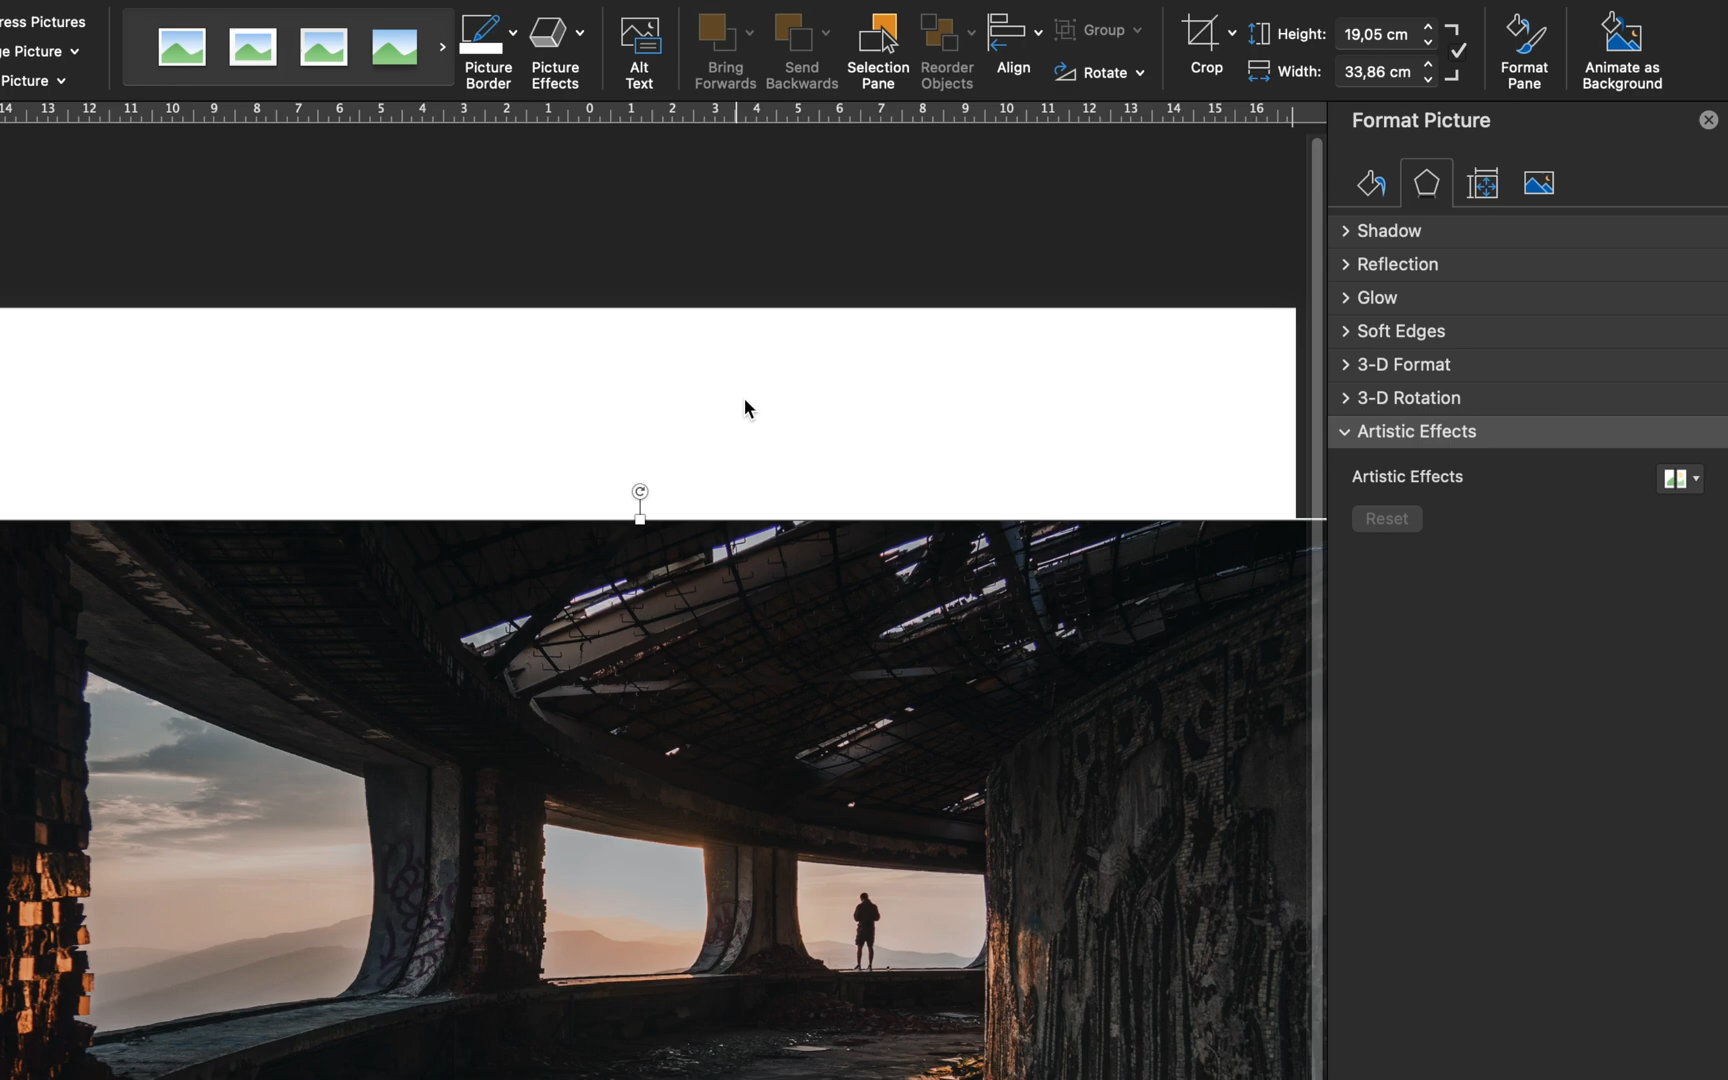 ress Pictures
e Picture
Picture
Picture
Border
Picture
Effects
Alt
Text
Bring
Forwards
Send
Backwards
Selection
Pane
Reorder
Objects
Align
Group
Rotate
Crop
Height: 19,05 cm
Width: 33,86 cm
Format
Pane
Animate as
Background
14 13 12 11 10 9 8 7 6 5 4 3 2 1 0 1 2 3 4 5 6 7 8 9 10 11 12 13 14 15 16
Format Picture
Shadow
Reflection
Glow
Soft Edges
3-D Format
3-D Rotation
Artistic Effects
Artistic Effects
Reset